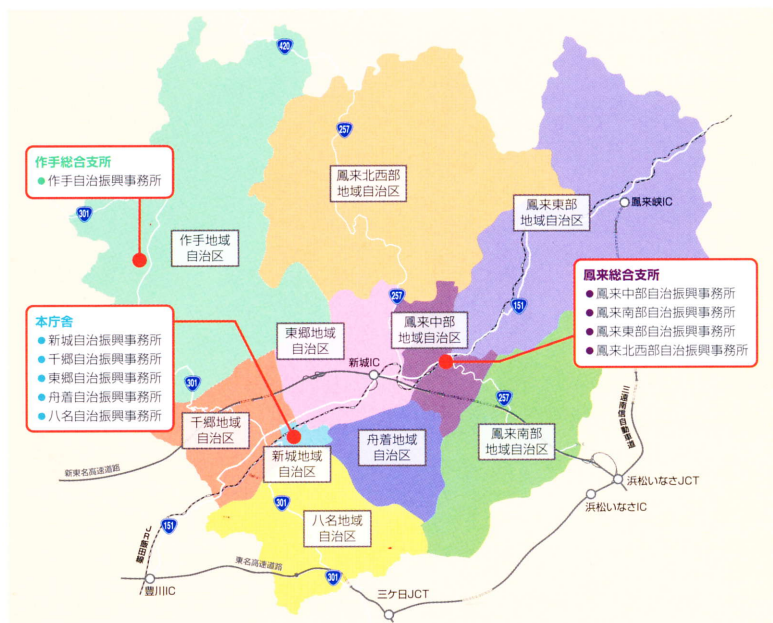 420
257
作手総合支所
●作手自治振興事務所
301
鳳来北西部
地域自治区
鳳来東部
地域自治区
鳳来峡IC
作手地域
自治区
鳳来総合支所
●鳳来中部自治振興事務所
●鳳来南部自治振興事務所
●鳳来東部自治振興事務所
●鳳来北西部自治振興事務所
257
151
本庁舎
●新城自治振興事務所
●千郷自治振興事務所
●東郷自治振興事務所
●舟着自治振興事務所
●八名自治振興事務所
東郷地域
自治区
鳳来中部
地域自治区
新城IC
301
257
三遠南信自動車道
千郷地域
自治区
新城地域
自治区
舟着地域
自治区
鳳来南部
地域自治区
新東名高速道路
浜松いなさJCT
浜松いなさIC
301
八名地域
自治区
151
JR飯田線
東名高速道路
301
豊川IC
三ケ日JCT